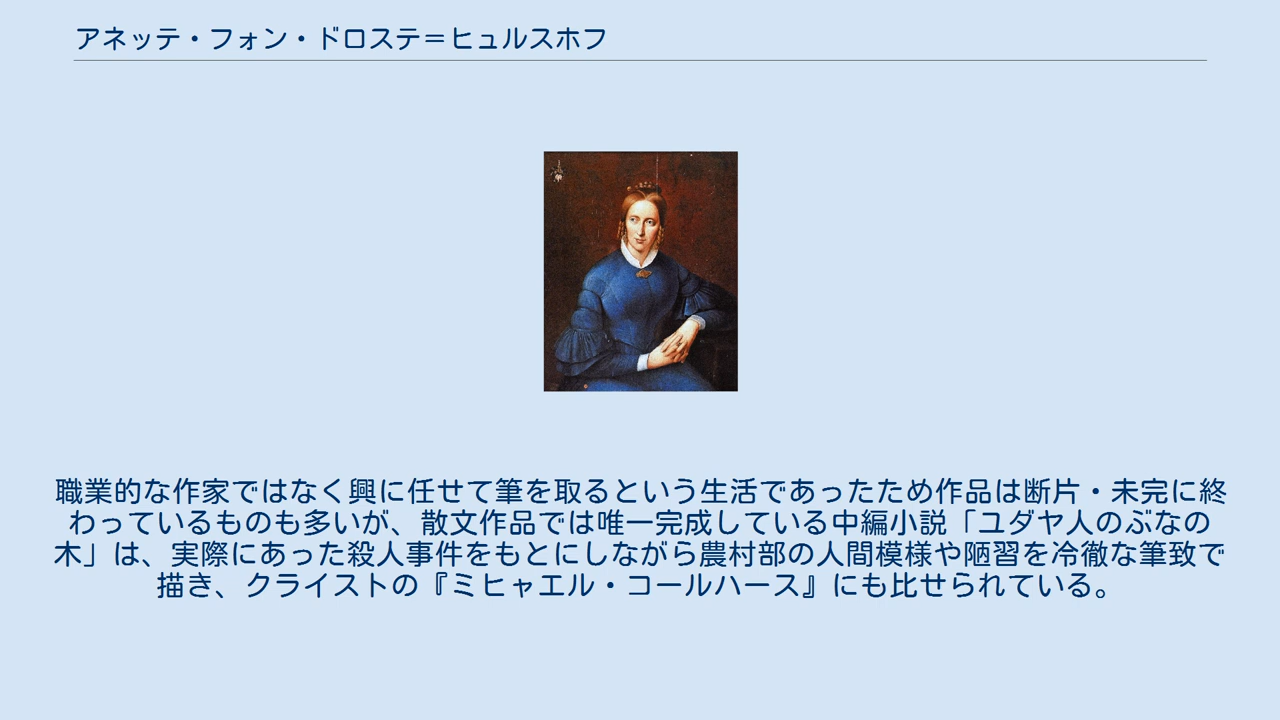 アネッテ・フォン・ドロステ＝ヒュルスホフ
職業的な作家ではなく興に任せて筆を取るという生活であったため作品は断片・未完に終
わっているものも多いが、散文作品では唯一完成している中編小説「ユダヤ人のぶなの
木」は、実際にあった殺人事件をもとにしながら農村部の人間模様や陋習を冷徹な筆致で
描き、クライストの『ミヒャエル・コールハース』にも比せられている。